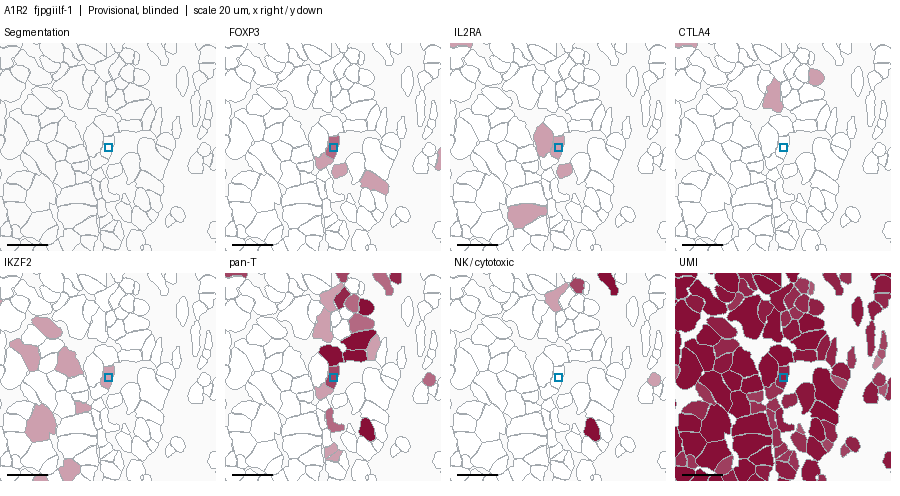 A1R2 fjpgiilf-1 | Provisional, blinded | scale 20 um, x right / y down
Segmentation FOXP3 IL2RA CTLA4
IKZF2 pan-T NK / cytotoxic UMI